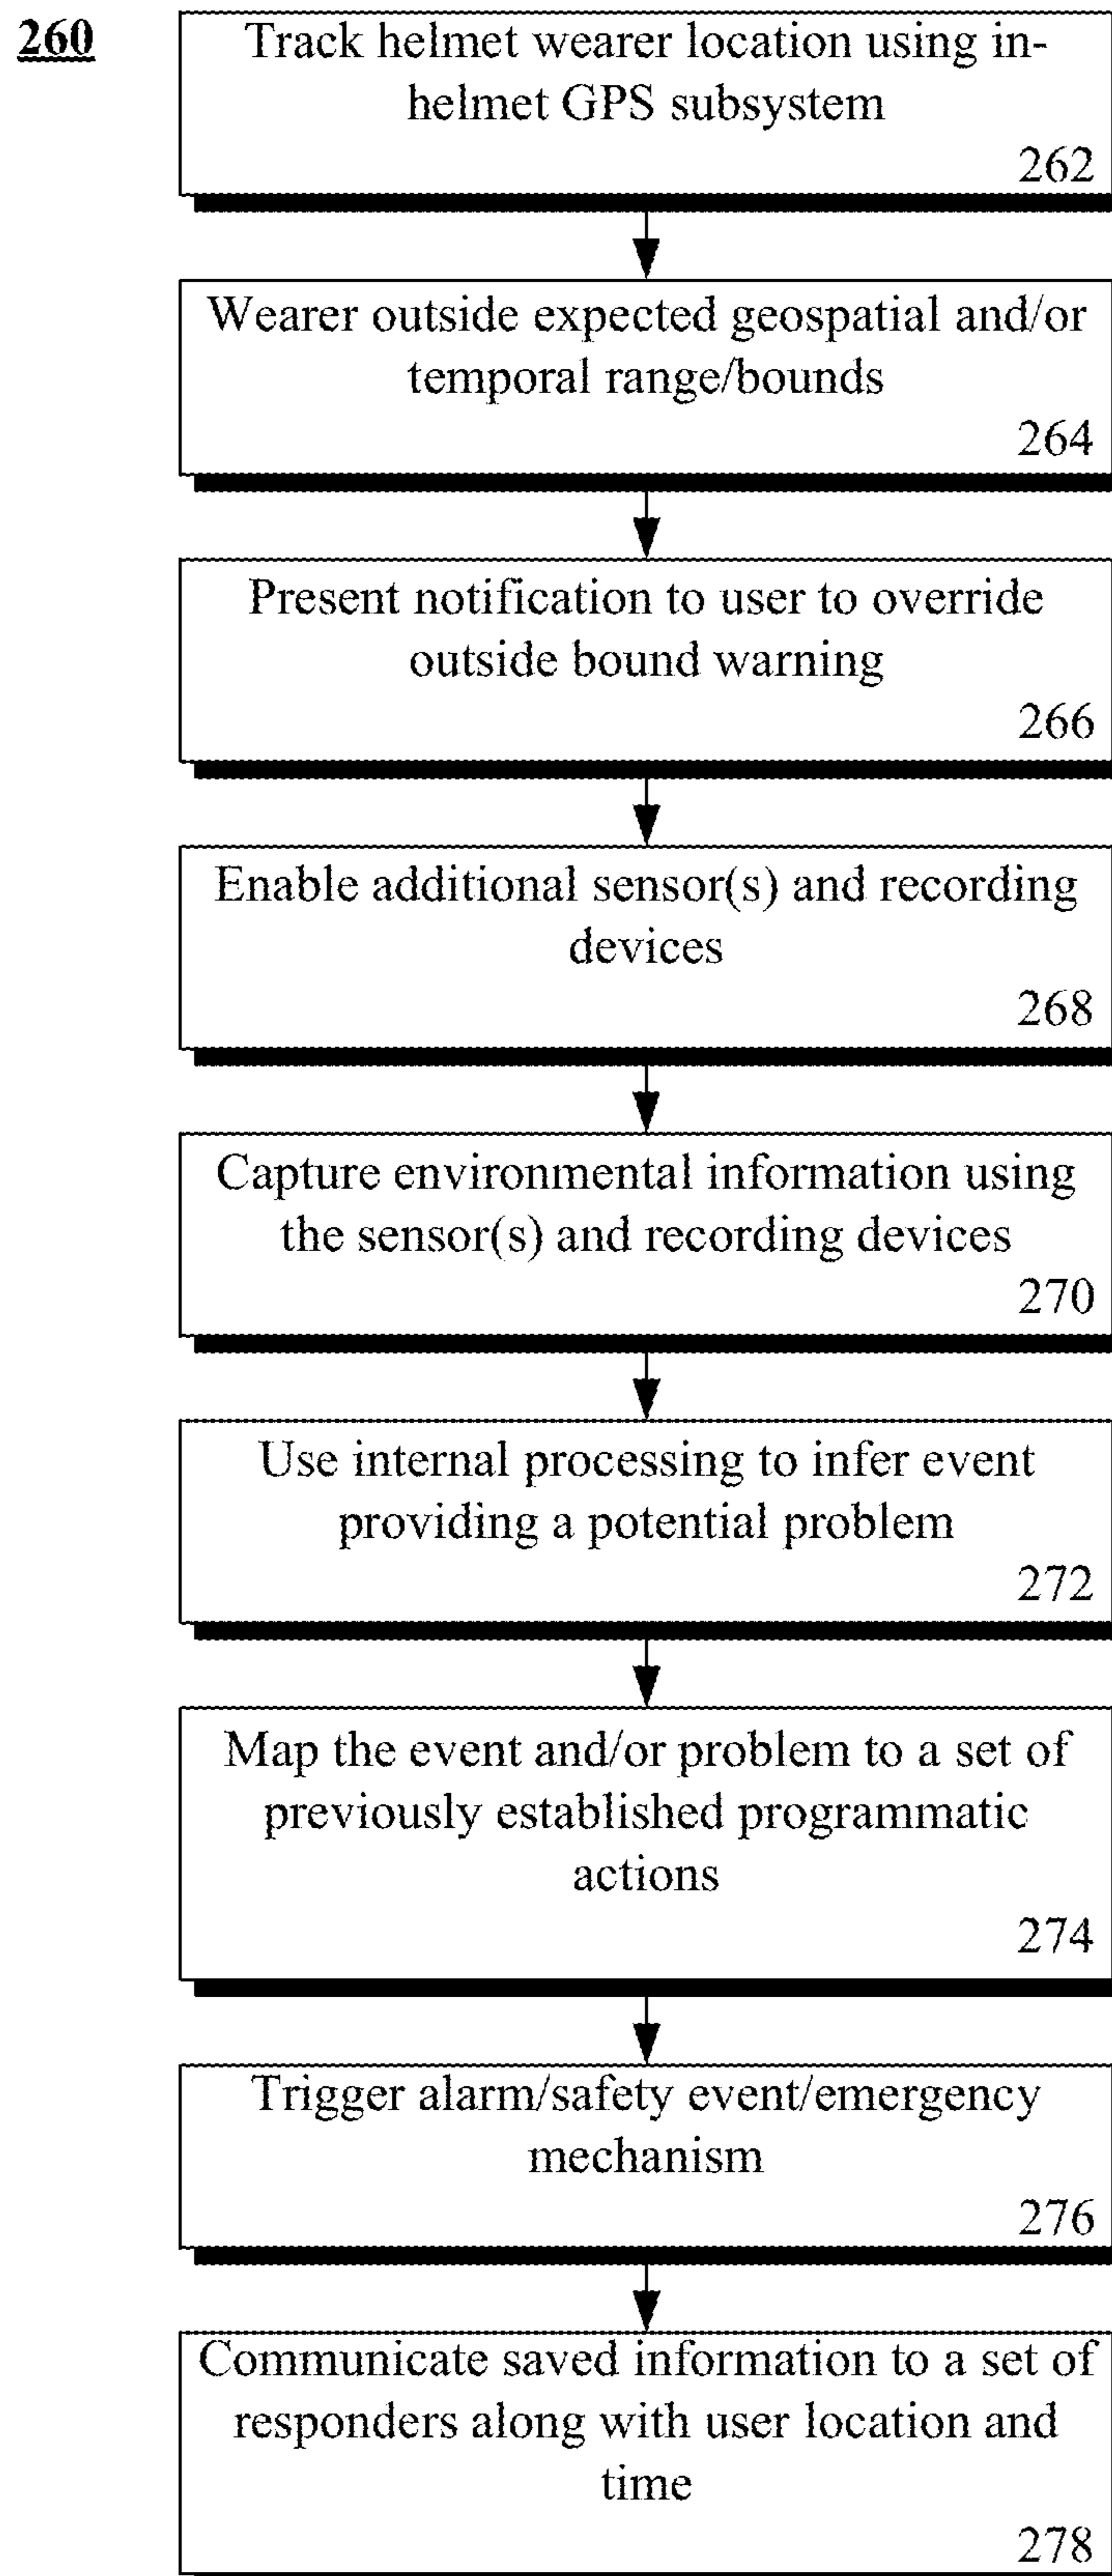 260
Track helmet wearer location using in-
helmet GPS subsystem
262
Wearer outside expected geospatial and/or
temporal range/bounds
264
Present notification to user to override
outside bound warning
266
Enable additional sensor(s) and recording
devices
268
Capture environmental information using
the sensor(s) and recording devices
270
Use internal processing to infer event
providing a potential problem
272
Map the event and/or problem to a set of
previously established programmatic
actions
274
Trigger alarm/safety event/emergency
mechanism
276
Communicate saved information to a set of
responders along with user location and
time
278